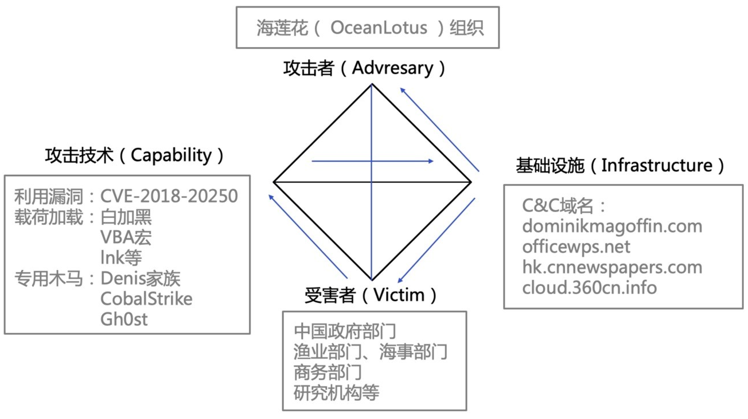 海莲花（ OceanLotus ）组织
攻击者（Advresary）
攻击技术（Capability）
利用漏洞：CVE-2018-20250
载荷加载：白加黑
VBA宏
lnk等
专用木马：Denis家族
CobalStrike
Gh0st
基础设施（Infrastructure）
C&C域名：
dominikmagoffin.com
officewps.net
hk.cnnewspapers.com
cloud.360cn.info
受害者（Victim）
中国政府部门
渔业部门、海事部门
商务部门
研究机构等